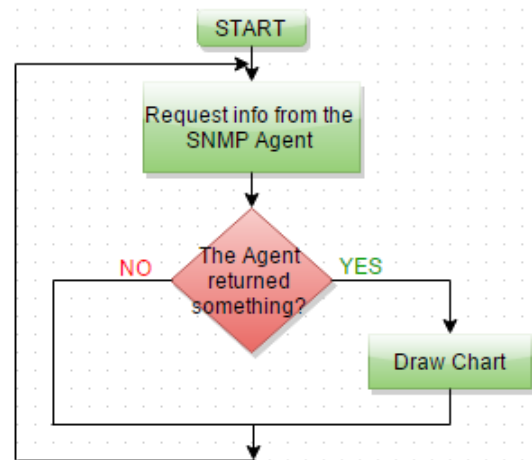 START
Request info from the
SNMP Agent
The Agent
returned
something?
NO
YES
Draw Chart